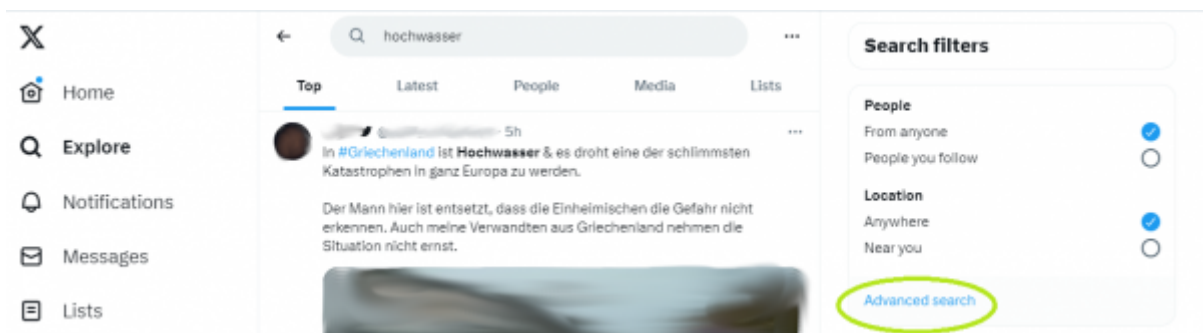 X
hochwasser
Search filters
Home
Explore
Notifications
Messages
Lists
Top Latest People Media Lists
5h
In #Griechenland ist Hochwasser & es droht eine der schlimmsten
Katastrophen in ganz Europa zu werden.
Der Mann hier ist entsetzt, dass die Einheimischen die Gefahr nicht
erkennen. Auch meine Verwandten aus Griechenland nehmen die
Situation nicht ernst.
People
From anyone
People you follow
Location
Anywhere
Near you
Advanced search